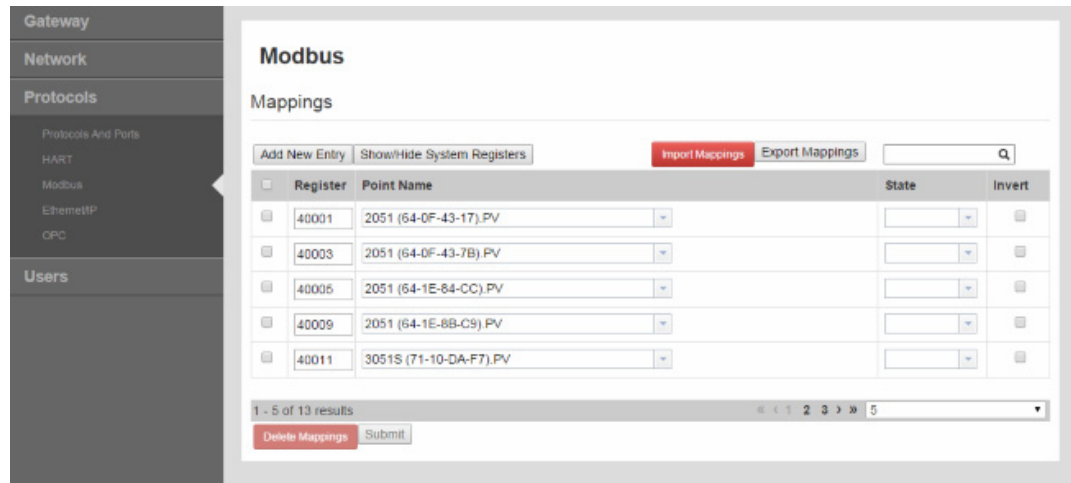 Gateway
Network
Protocols
Protocols And Ports
HART
Modbus
Ethernet/IP
OPC
Users
Modbus
Mappings
Add New Entry Show/Hide System Registers Import Mappings Export Mappings
Register Point Name State Invert
40001 2051 (64-0F-43-17).PV
40003 2051 (64-0F-43-7B).PV
40005 2051 (64-1E-84-CC).PV
40009 2051 (64-1E-8B-C9).PV
40011 3051S (71-10-DA-F7).PV
1 - 5 of 13 results « ‹ 1 2 3 › » 5
Delete Mappings Submit